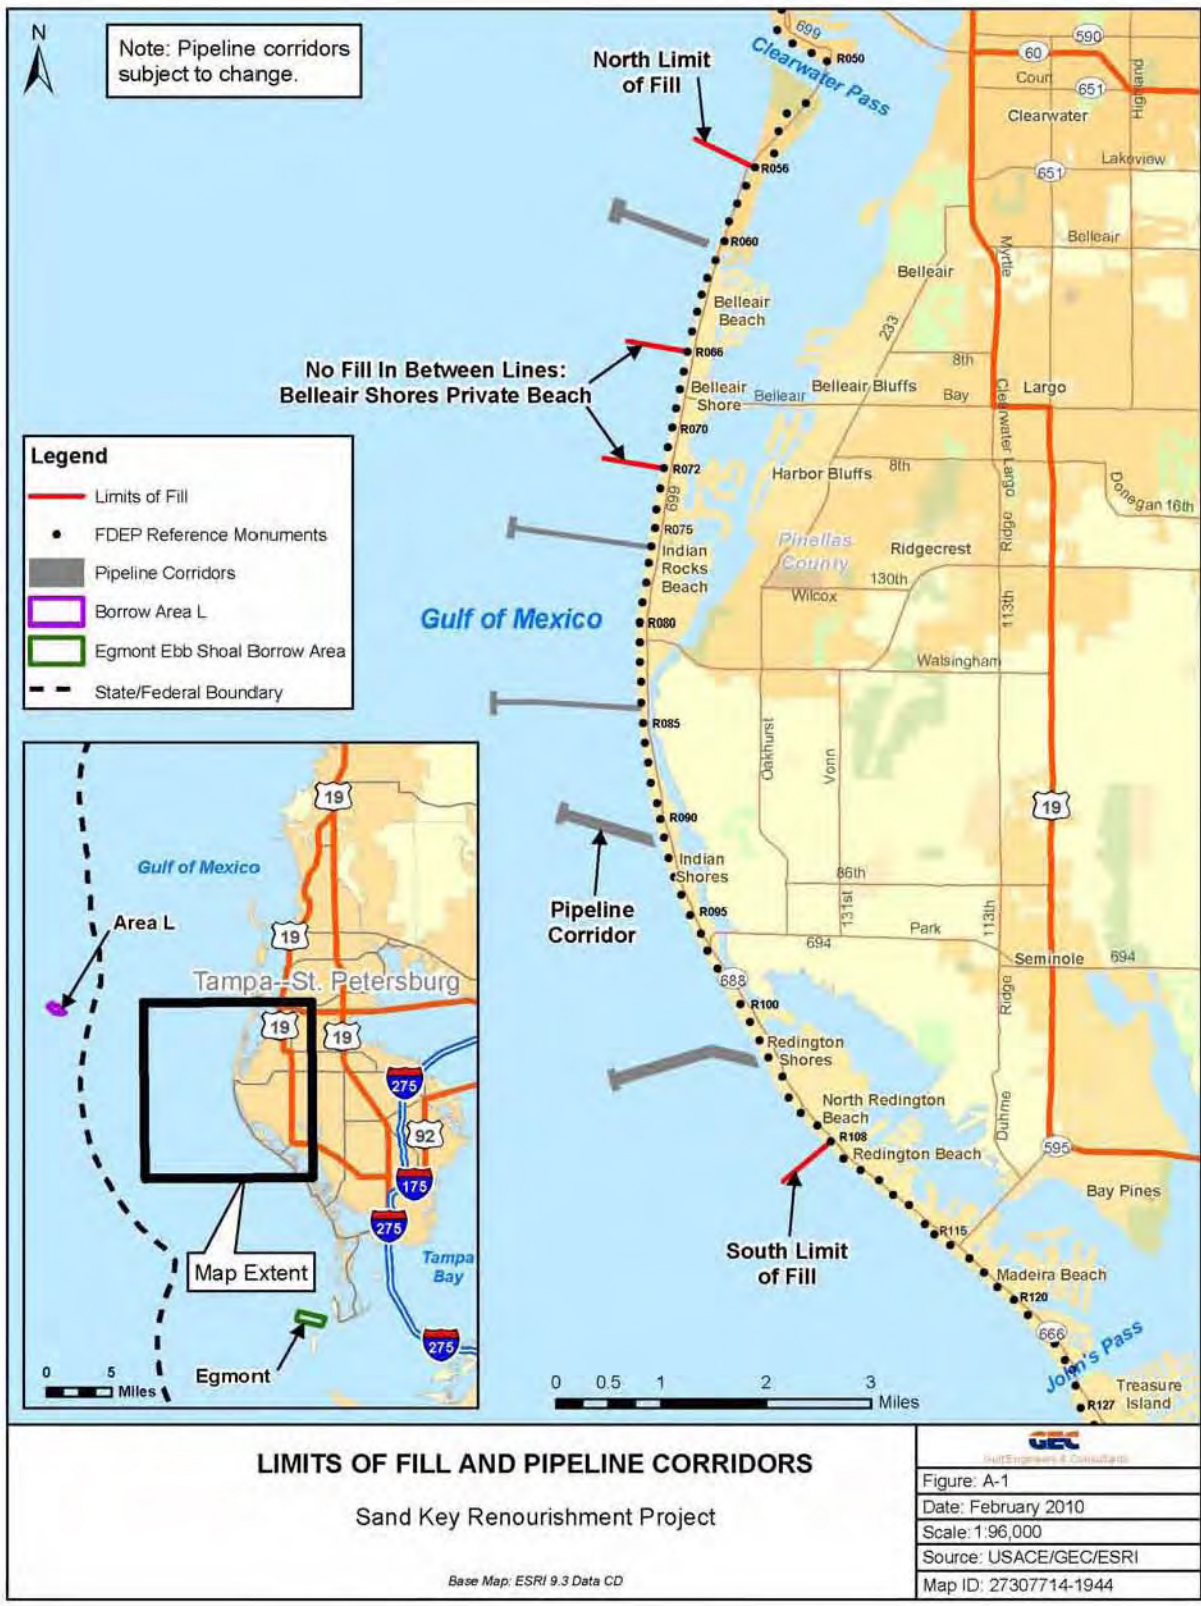 N
Note: Pipeline corridors
subject to change.
North Limit
of Fill
699
Clearwater Pass
R050
60
590
Court
651
Highland
Clearwater
Lakeview
651
R056
R060
Belleair
Myrtle
Belleair
233
Belleair
Beach
R066
No Fill In Between Lines:
Belleair Shores Private Beach
8th
Belleair
Shore
Belleair
Belleair Bluffs
Bay
Largo
R070
R072
Clearwater Largo
Harbor Bluffs
8th
Donegan 16th
699
R075
Indian
Rocks
Beach
Pinellas
County
Ridgecrest
Ridge
130th
Wilcox
113th
Gulf of Mexico
R080
Walsingham
R085
Oakhurst
Vonn
19
R090
Indian
Shores
86th
Pipeline
Corridor
R095
131st
113th
Park
694
Seminole
694
688
R100
Ridge
Redington
Shores
North Redington
Beach
Duhme
R108
Redington Beach
595
Bay Pines
South Limit
of Fill
R115
Madeira Beach
R120
666
John's Pass
Treasure
Island
R127
Legend
Limits of Fill
FDEP Reference Monuments
Pipeline Corridors
Borrow Area L
Egmont Ebb Shoal Borrow Area
State/Federal Boundary
19
Gulf of Mexico
Area L
19
Tampa--St. Petersburg
19
19
275
92
175
275
Tampa
Bay
Map Extent
275
Egmont
0 5
Miles
0 0.5 1 2 3
Miles
LIMITS OF FILL AND PIPELINE CORRIDORS
Sand Key Renourishment Project
Base Map: ESRI 9.3 Data CD
GEC
Gulf Engineers & Consultants
Figure: A-1
Date: February 2010
Scale: 1:96,000
Source: USACE/GEC/ESRI
Map ID: 27307714-1944